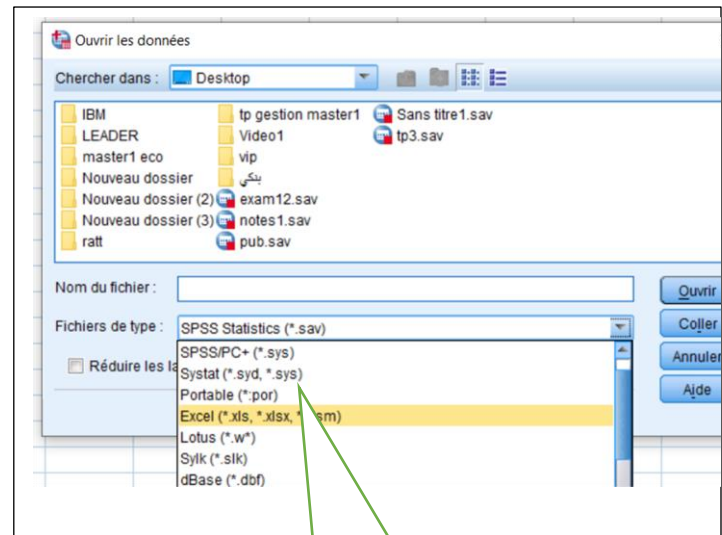 Ouvrir les données
Chercher dans : Desktop
IBM tp gestion master1 Sans titre1.sav
LEADER Video1 tp3.sav
master1 eco vip
Nouveau dossier بنكي
Nouveau dossier (2) exam12.sav
Nouveau dossier (3) notes1.sav
ratt pub.sav
Nom du fichier : Ouvrir
Fichiers de type : SPSS Statistics (*.sav) Coller
SPSS/PC+ (*.sys)
Réduire les la Systat (*.syd, *.sys) Annuler
Portable (*.por) Aide
Excel (*.xls, *.xlsx, *. sm)
Lotus (*.w*)
Sylk (*.slk)
dBase (*.dbf)